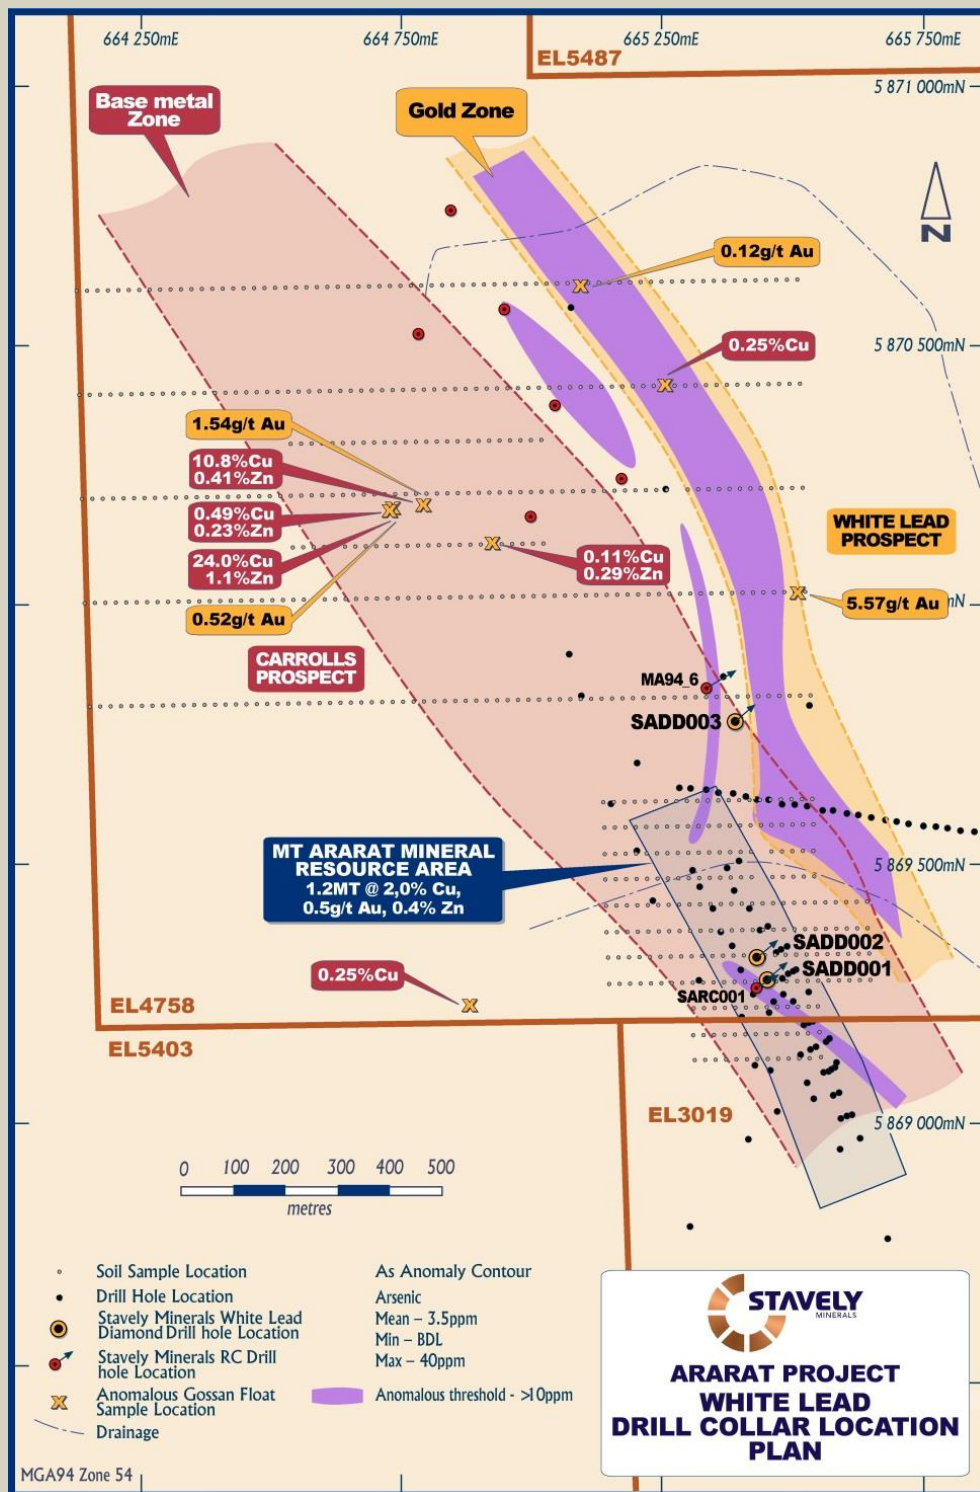 664 250mE
664 750mE
665 250mE
665 750mE
EL5487
5 871 000mN
Base metal
Zone
Gold Zone
N
0.12g/t Au
0.25%Cu
5 870 500mN
1.54g/t Au
10.8%Cu
0.41%Zn
0.49%Cu
0.23%Zn
24.0%Cu
1.1%Zn
0.52g/t Au
0.11%Cu
0.29%Zn
WHITE LEAD
PROSPECT
5.57g/t Au
mN
CARROLLS
PROSPECT
MA94_6
SADD003
MT ARARAT MINERAL
RESOURCE AREA
1.2MT @ 2,0% Cu,
0.5g/t Au, 0.4% Zn
5 869 500mN
SADD002
SADD001
SARC001
0.25%Cu
EL4758
EL5403
EL3019
5 869 000mN
0 100 200 300 400 500
metres
Soil Sample Location
Drill Hole Location
Stavely Minerals White Lead
Diamond Drill hole Location
Stavely Minerals RC Drill
hole Location
Anomalous Gossan Float
Sample Location
Drainage
As Anomaly Contour
Arsenic
Mean – 3.5ppm
Min – BDL
Max – 40ppm
Anomalous threshold - >10ppm
STAVELY
MINERALS
ARARAT PROJECT
WHITE LEAD
DRILL COLLAR LOCATION
PLAN
MGA94 Zone 54